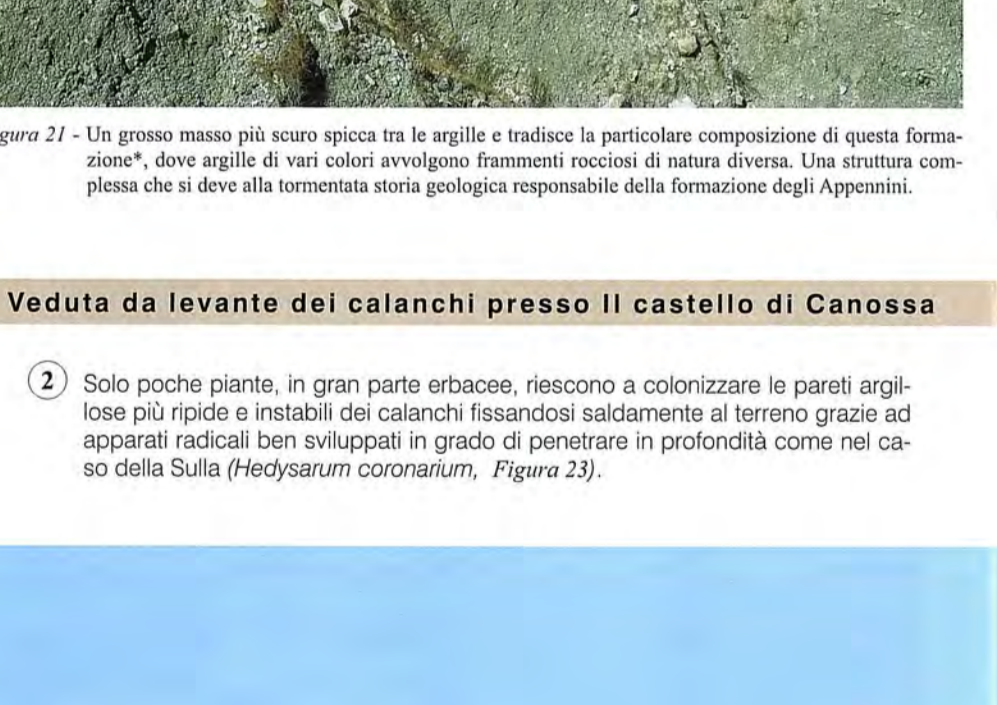 gura 21 - Un grosso masso più scuro spicca tra le argille e tradisce la particolare composizione di questa forma-
zione*, dove argille di vari colori avvolgono frammenti rocciosi di natura diversa. Una struttura com-
plessa che si deve alla tormentata storia geologica responsabile della formazione degli Appennini.
Veduta da levante dei calanchi presso Il castello di Canossa
2 Solo poche piante, in gran parte erbacee, riescono a colonizzare le pareti argil-
lose più ripide e instabili dei calanchi fissandosi saldamente al terreno grazie ad
apparati radicali ben sviluppati in grado di penetrare in profondità come nel ca-
so della Sulla (Hedysarum coronarium, Figura 23).